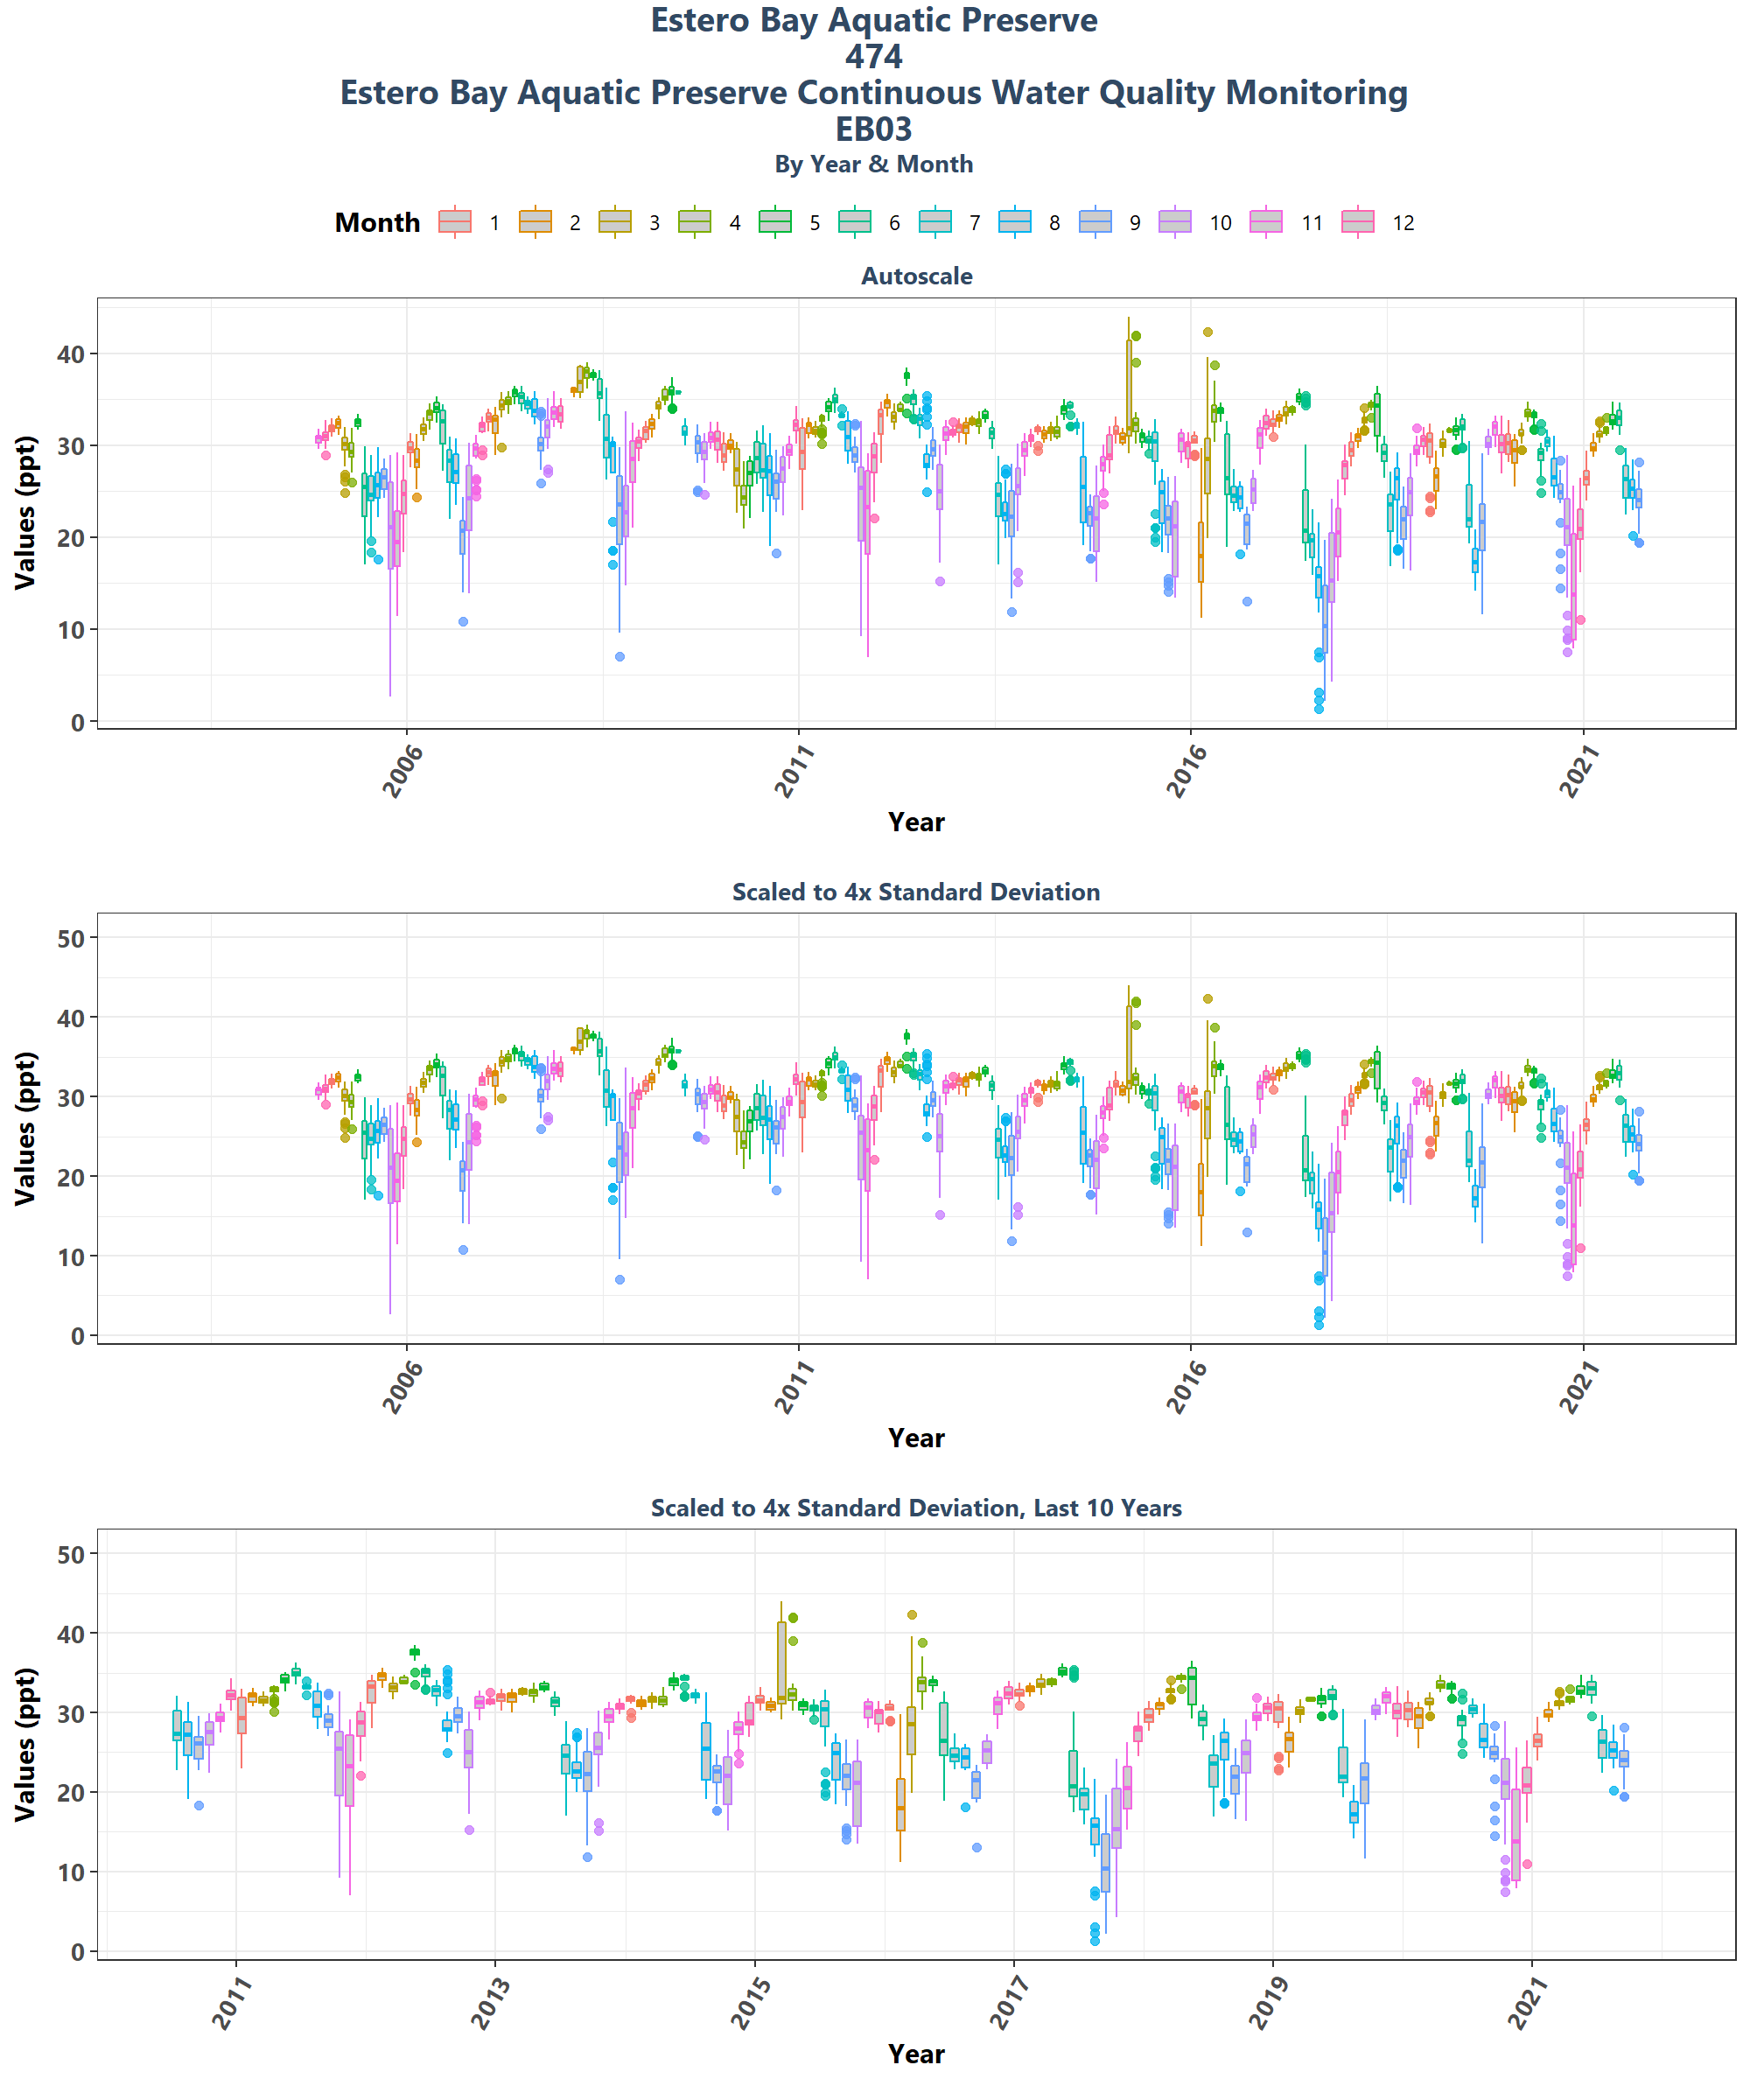 Estero Bay Aquatic Preserve
474
Estero Bay Aquatic Preserve Continuous Water Quality Monitoring
EB03
By Year & Month
Month 1 2 3 4 5 6 7 8 9 10 11 12
Autoscale
Values (ppt)
40
30
20
10
0
2006 2011 2016 2021
Year
Scaled to 4x Standard Deviation
Values (ppt)
50
40
30
20
10
0
2006 2011 2016 2021
Year
Scaled to 4x Standard Deviation, Last 10 Years
Values (ppt)
50
40
30
20
10
0
2011 2013 2015 2017 2019 2021
Year